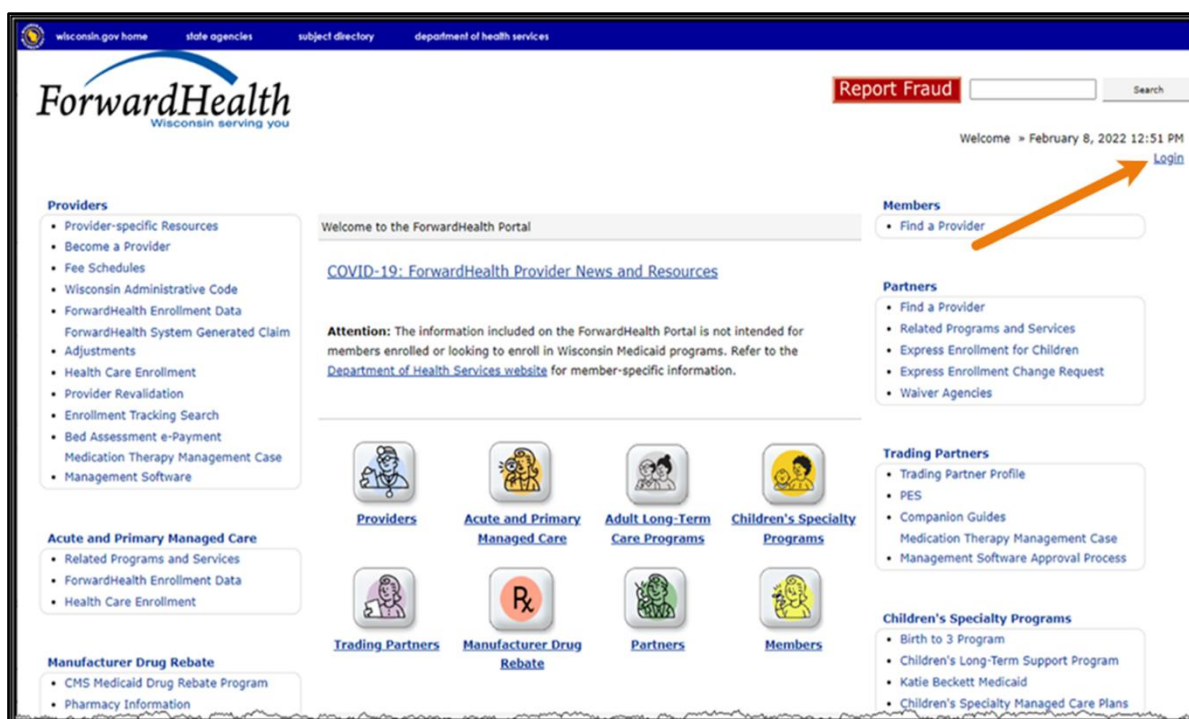 wisconsin.gov home state agencies subject directory department of health services
ForwardHealth
Wisconsin serving you
Report Fraud
Search
Welcome » February 8, 2022 12:51 PM
Login
Providers
• Provider-specific Resources
• Become a Provider
• Fee Schedules
• Wisconsin Administrative Code
• ForwardHealth Enrollment Data
ForwardHealth System Generated Claim
• Adjustments
• Health Care Enrollment
• Provider Revalidation
• Enrollment Tracking Search
• Bed Assessment e-Payment
Medication Therapy Management Case
• Management Software
Acute and Primary Managed Care
• Related Programs and Services
• ForwardHealth Enrollment Data
• Health Care Enrollment
Manufacturer Drug Rebate
• CMS Medicaid Drug Rebate Program
• Pharmacy Information
Welcome to the ForwardHealth Portal
COVID-19: ForwardHealth Provider News and Resources
Attention: The information included on the ForwardHealth Portal is not intended for
members enrolled or looking to enroll in Wisconsin Medicaid programs. Refer to the
Department of Health Services website for member-specific information.
Providers
Acute and Primary
Managed Care
Adult Long-Term
Care Programs
Children's Specialty
Programs
Trading Partners
Rx
Manufacturer Drug
Rebate
Partners
Members
Members
• Find a Provider
Partners
• Find a Provider
• Related Programs and Services
• Express Enrollment for Children
• Express Enrollment Change Request
• Waiver Agencies
Trading Partners
• Trading Partner Profile
• PES
• Companion Guides
Medication Therapy Management Case
• Management Software Approval Process
Children's Specialty Programs
• Birth to 3 Program
• Children's Long-Term Support Program
• Katie Beckett Medicaid
• Children's Specialty Managed Care Plans